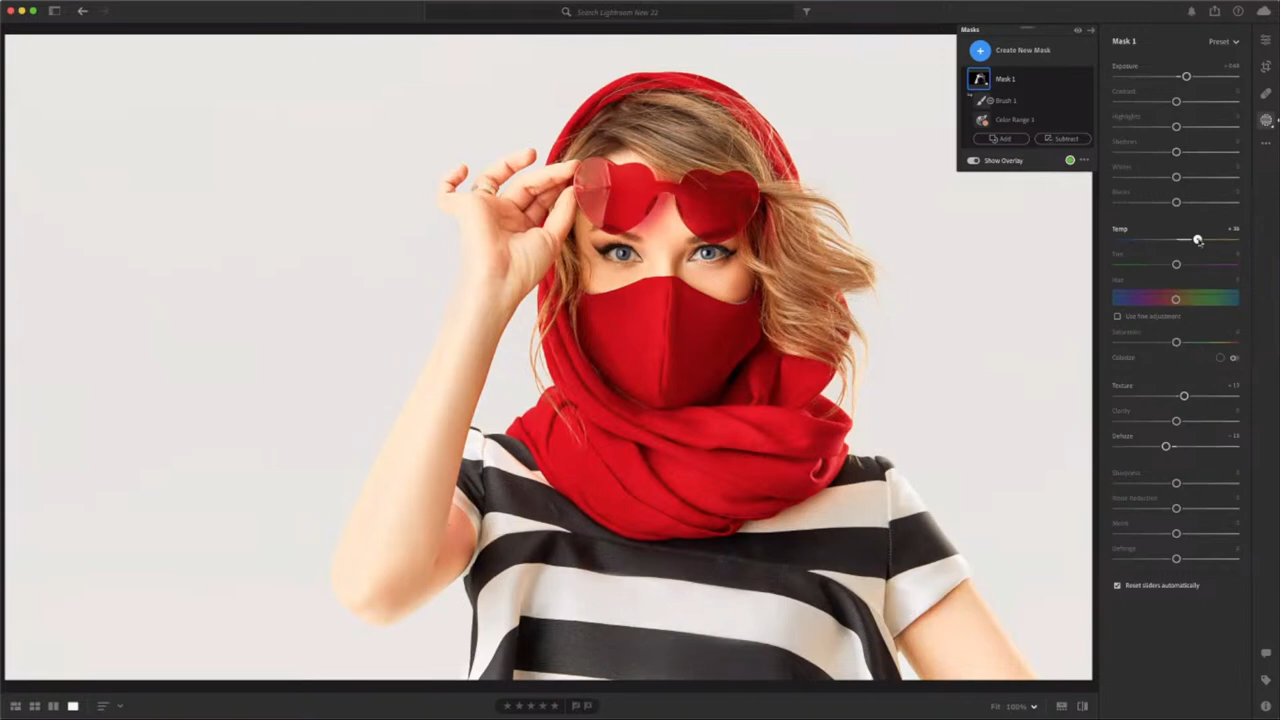 Search Lightroom Now 22
Masks
Create New Mask
Mask 1
Brush 1
Color Range 1
Add
Subtract
Show Overlay
Mask 1
Preset
Exposure
Contrast
Highlights
Shadows
Whites
Blacks
Temp
Tint
Hue
Use fine adjustment
Saturation
Colorize
Texture
Clarity
Dehaze
Sharpness
Noise Reduction
Moiré
Defringe
Reset sliders automatically
Fit 100%